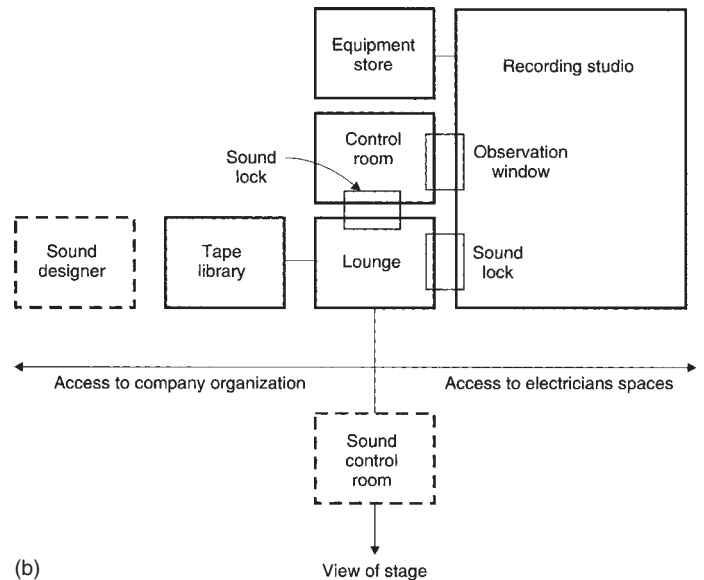 Equipment
store
Recording studio
Control
room
Sound
lock
Observation
window
Sound
designer
Tape
library
Lounge
Sound
lock
Access to company organization
Access to electricians spaces
Sound
control
room
(b)
View of stage